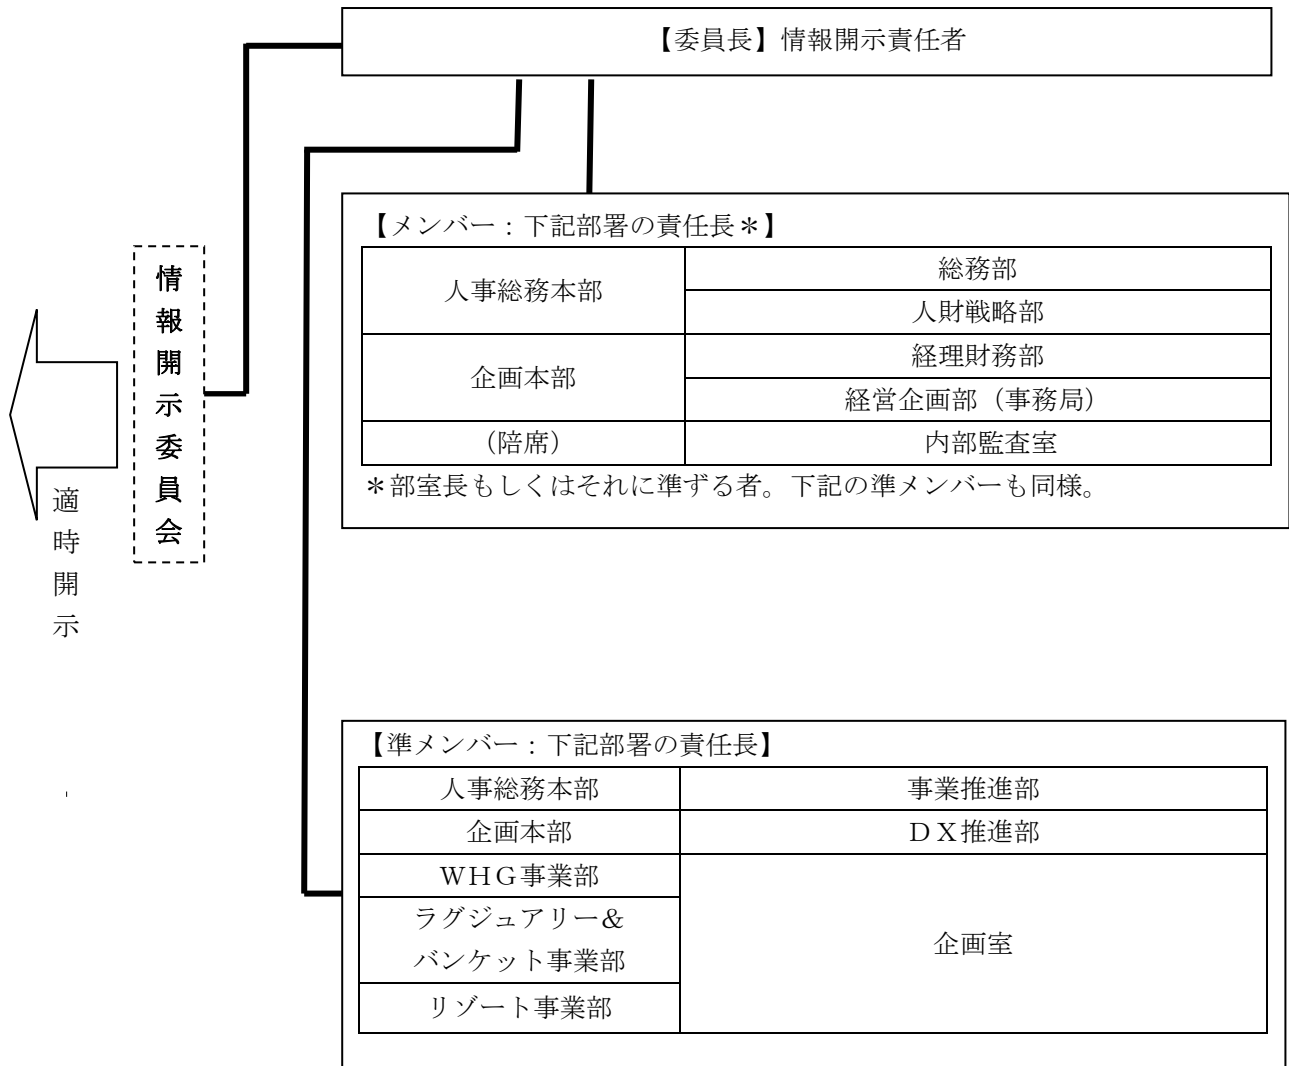 【委員長】情報開示責任者
【メンバー：下記部署の責任長＊】
人事総務本部
総務部
人財戦略部
企画本部
経理財務部
経営企画部（事務局）
（陪席）
内部監査室
＊部室長もしくはそれに準ずる者。下記の準メンバーも同様。
情報開示委員会
適時開示
【準メンバー：下記部署の責任長】
人事総務本部
事業推進部
企画本部
ＤＸ推進部
ＷＨＧ事業部
ラグジュアリー＆
バンケット事業部
リゾート事業部
企画室